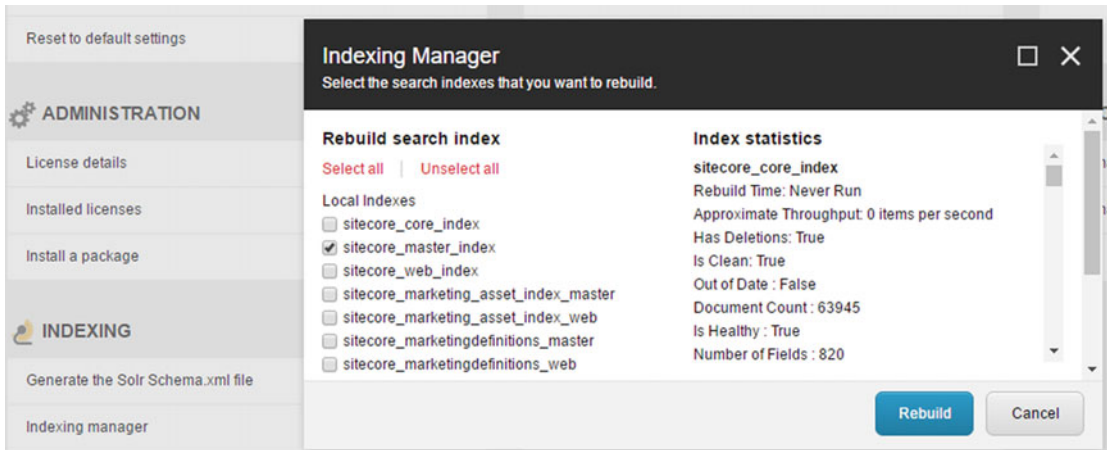 Reset to default settings
ADMINISTRATION
License details
Installed licenses
Install a package
INDEXING
Generate the Solr Schema.xml file
Indexing manager
Indexing Manager
Select the search indexes that you want to rebuild.
Rebuild search index
Select all | Unselect all
Local Indexes
sitecore_core_index
sitecore_master_index
sitecore_web_index
sitecore_marketing_asset_index_master
sitecore_marketing_asset_index_web
sitecore_marketingdefinitions_master
sitecore_marketingdefinitions_web
Index statistics
sitecore_core_index
Rebuild Time: Never Run
Approximate Throughput: 0 items per second
Has Deletions: True
Is Clean: True
Out of Date : False
Document Count : 63945
Is Healthy : True
Number of Fields : 820
Rebuild
Cancel